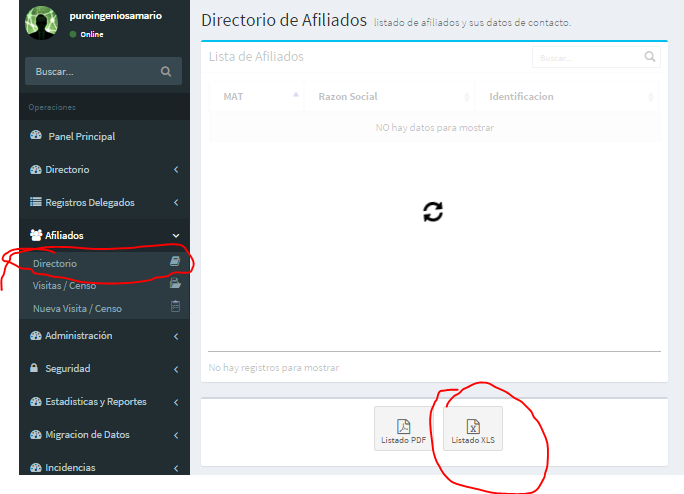 puroingeniosamario
Online
Buscar...
Operaciones
Panel Principal
Directorio
Registros Delegados
Afiliados
Directorio
Visitas / Censo
Nueva Visita / Censo
Administración
Seguridad
Estadisticas y Reportes
Migracion de Datos
Incidencias
Directorio de Afiliados listado de afiliados y sus datos de contacto.
Lista de Afiliados
Buscar...
MAT Razon Social Identificacion
NO hay datos para mostrar
No hay registros para mostrar
Listado PDF Listado XLS